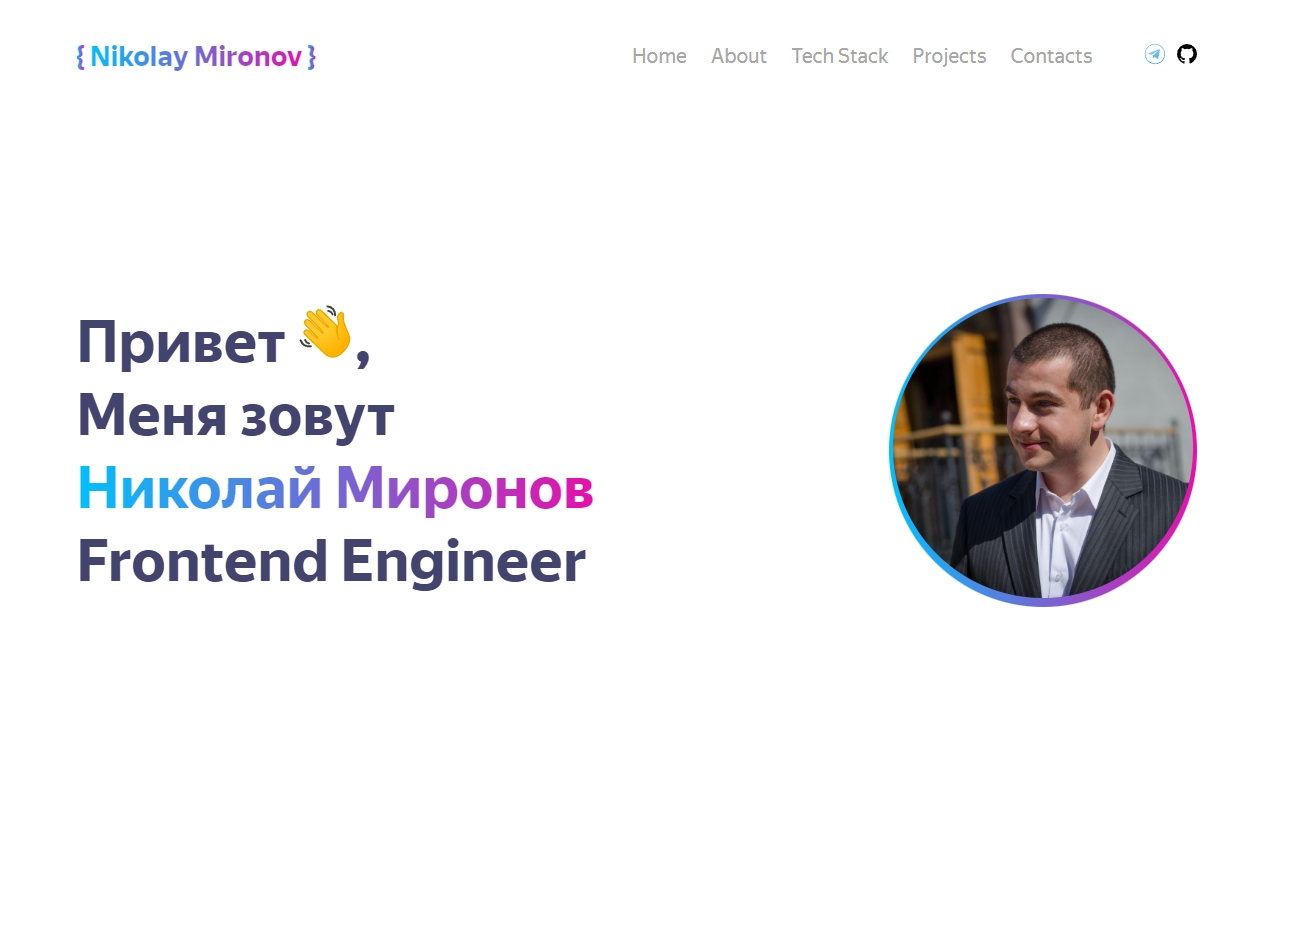 { Nikolay Mironov }
Home About Tech Stack Projects Contacts
Привет 👋,
Меня зовут
Николай Миронов
Frontend Engineer